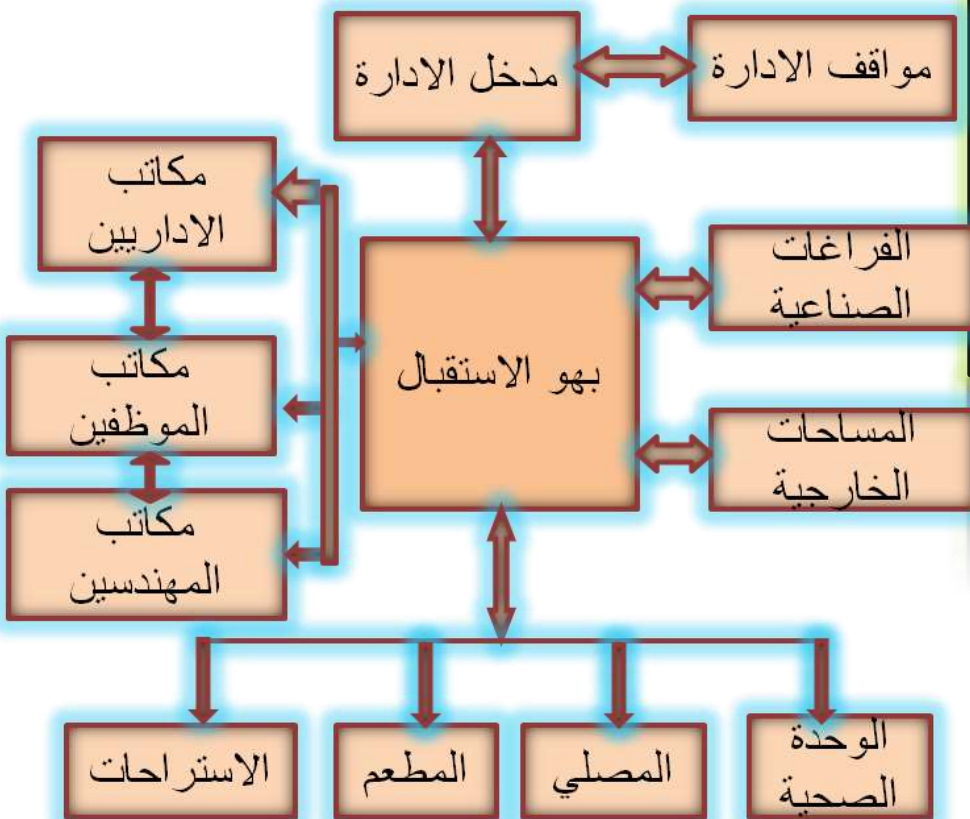 مواقف الادارة
مدخل الادارة
مكاتب
الاداريين
الفراغات
الصناعية
بهو الاستقبال
مكاتب
الموظفين
المساحات
الخارجية
مكاتب
المهندسين
الوحدة
الصحية
المصلي
المطعم
الاستراحات